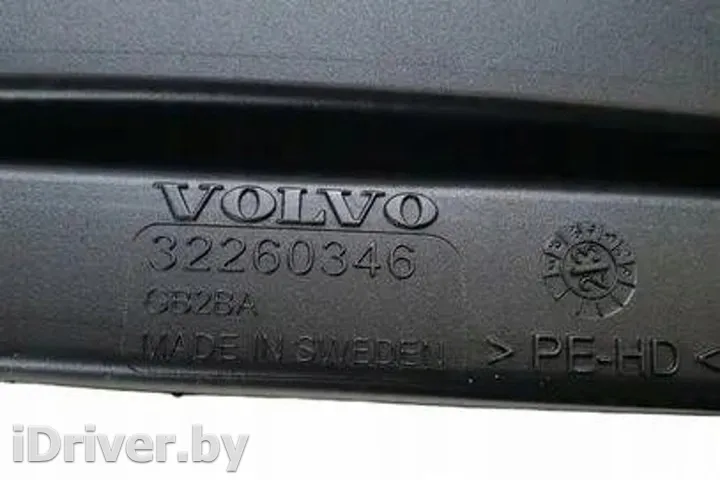 VOLVO
32260346
GB2BA
MADE IN SWEDEN
> PE-HD <
iDriver.by